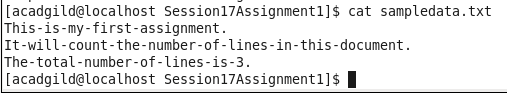 [acadgild@localhost Session17Assignment1]$ cat sampledata.txt
This-is-my-first-assignment.
It-will-count-the-number-of-lines-in-this-document.
The-total-number-of-lines-is-3.
[acadgild@localhost Session17Assignment1]$